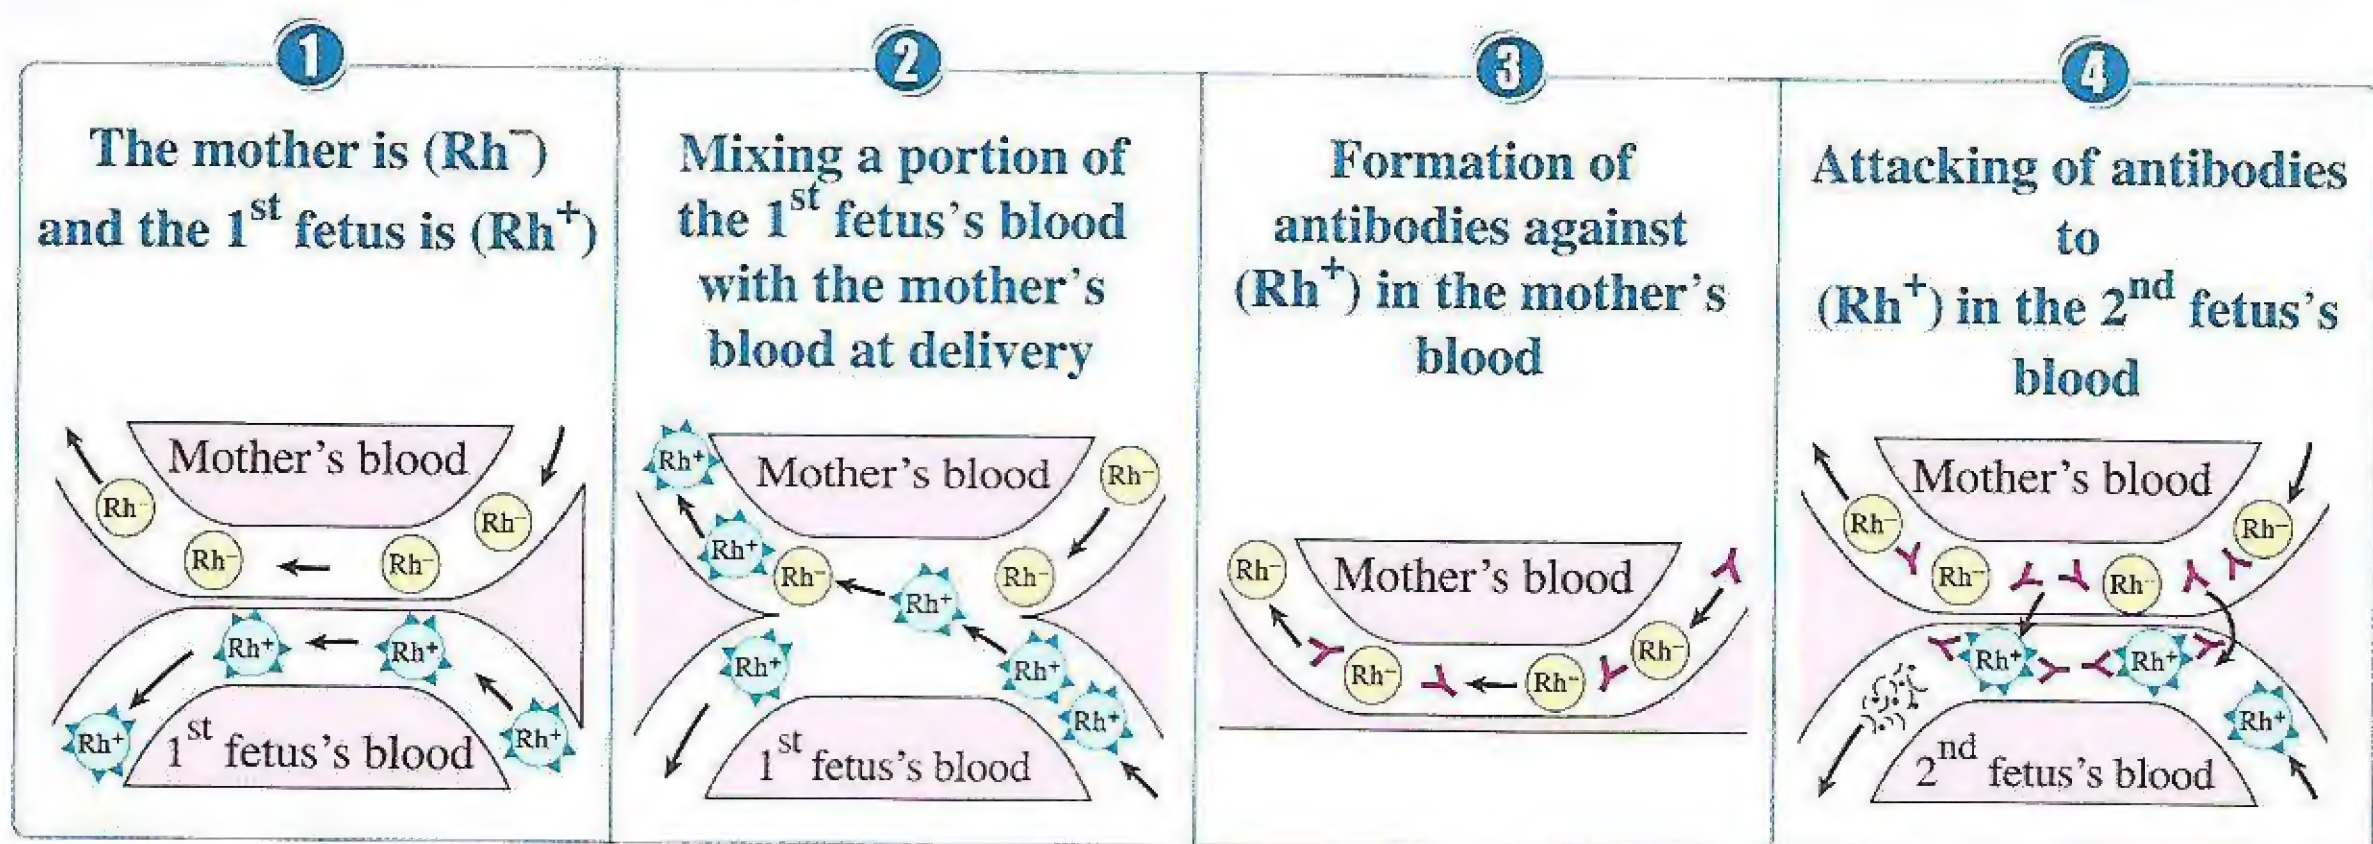 1
The mother is (Rh⁻)
and the 1st fetus is (Rh⁺)
Mother's blood
Rh⁻
Rh⁻
Rh⁻
Rh⁻
Rh⁺
Rh⁺
Rh⁺
Rh⁺
1st fetus's blood
2
Mixing a portion of
the 1st fetus's blood
with the mother's
blood at delivery
Rh⁺
Mother's blood
Rh⁻
Rh⁺
Rh⁻
Rh⁺
Rh⁻
Rh⁺
Rh⁺
Rh⁺
1st fetus's blood
3
Formation of
antibodies against
(Rh⁺) in the mother's
blood
Rh⁻
Mother's blood
Rh⁻
Rh⁻
Rh⁻
4
Attacking of antibodies
to
(Rh⁺) in the 2nd fetus's
blood
Mother's blood
Rh⁻
Rh⁻
Rh⁻
Rh⁻
Rh⁺
Rh⁺
Rh⁺
2nd fetus's blood